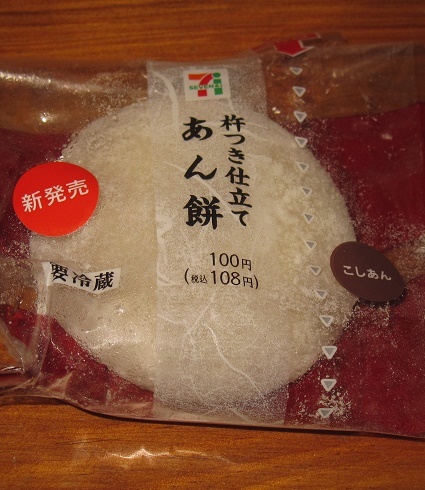 SEVEN
杵つき仕立て
あん餅
新発売
100円
(税込108円)
こしあん
要冷蔵